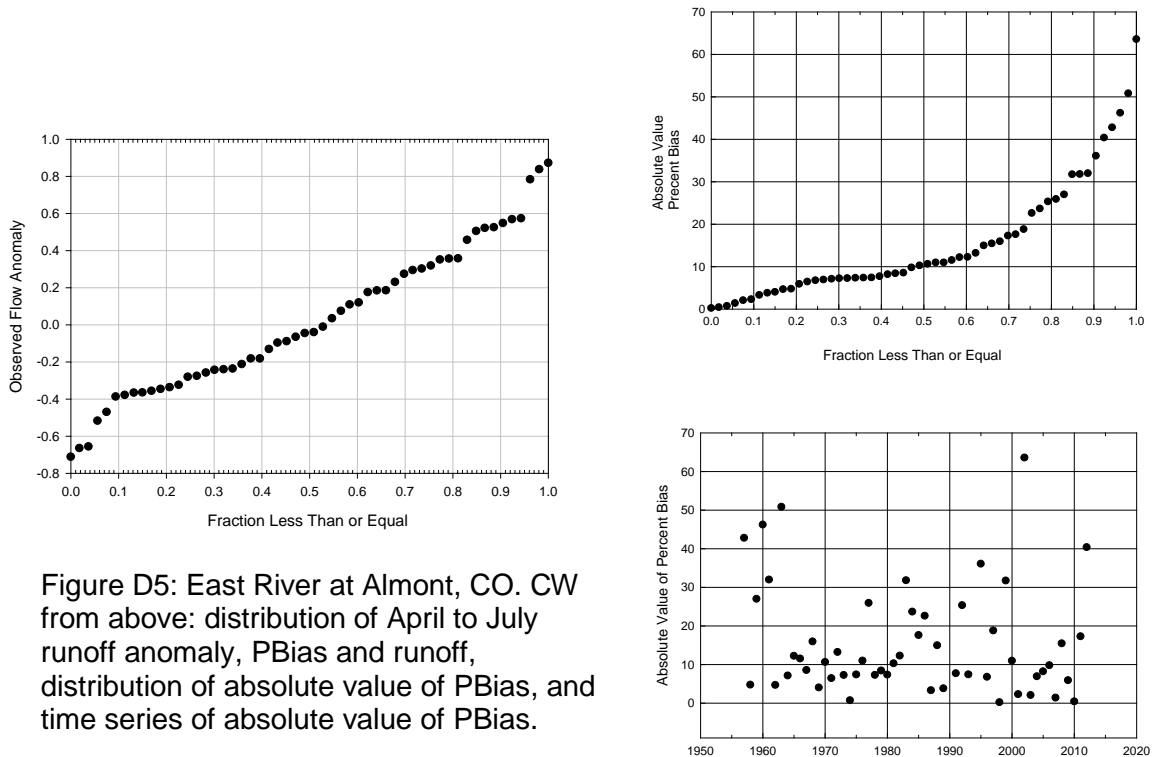 1.0
0.8
0.6
0.4
0.2
0.0
-0.2
-0.4
-0.6
-0.8
Observed Flow Anomaly
0.0 0.1 0.2 0.3 0.4 0.5 0.6 0.7 0.8 0.9 1.0
Fraction Less Than or Equal
70
60
50
40
30
20
10
0
Absolute Value
Precent Bias
0.0 0.1 0.2 0.3 0.4 0.5 0.6 0.7 0.8 0.9 1.0
Fraction Less Than or Equal
Figure D5: East River at Almont, CO. CW
from above: distribution of April to July
runoff anomaly, PBias and runoff,
distribution of absolute value of PBias, and
time series of absolute value of PBias.
70
60
50
40
30
20
10
0
Absolute Value of Percent Bias
1950 1960 1970 1980 1990 2000 2010 2020